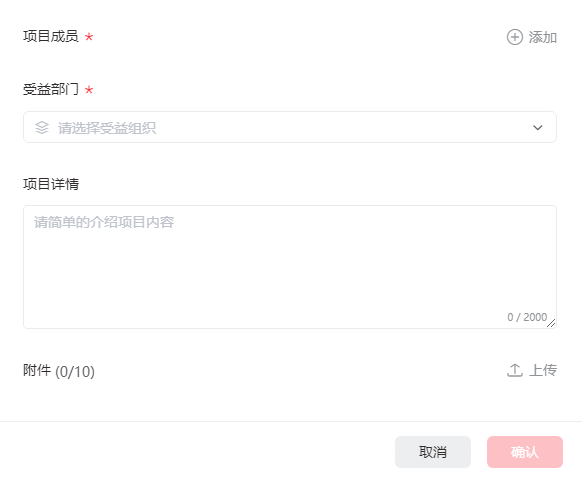 项目成员 * 添加
受益部门 *
请选择受益组织
项目详情
请简单的介绍项目内容
0 / 2000
附件 (0/10) 上传
取消 确认